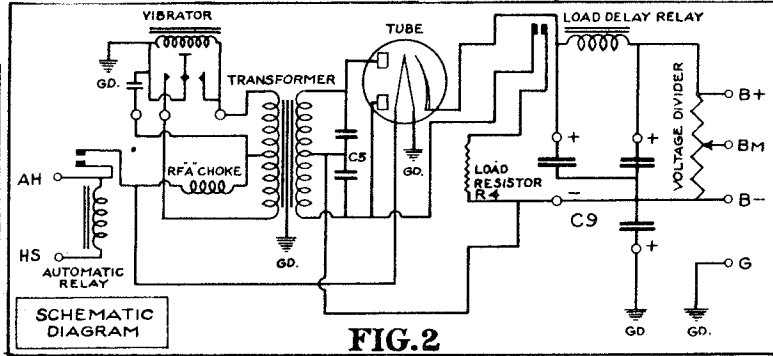 VIBRATOR
LOAD DELAY RELAY
TUBE
TRANSFORMER
GD.
B+
VOLTAGE DIVIDER
C5
+
+
BM
"A"
RF CHOKE
GD.
LOAD
RESISTOR
R4
AH
-
B-
C9
GD.
+
HS
G
AUTOMATIC
RELAY
SCHEMATIC
DIAGRAM
GD.
GD.
FIG.2